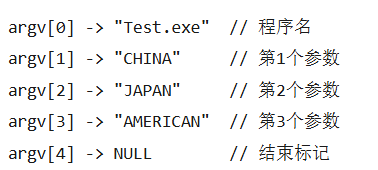 argv[0] -> "Test.exe"  // 程序名
argv[1] -> "CHINA"     // 第1个参数
argv[2] -> "JAPAN"     // 第2个参数
argv[3] -> "AMERICAN"  // 第3个参数
argv[4] -> NULL        // 结束标记